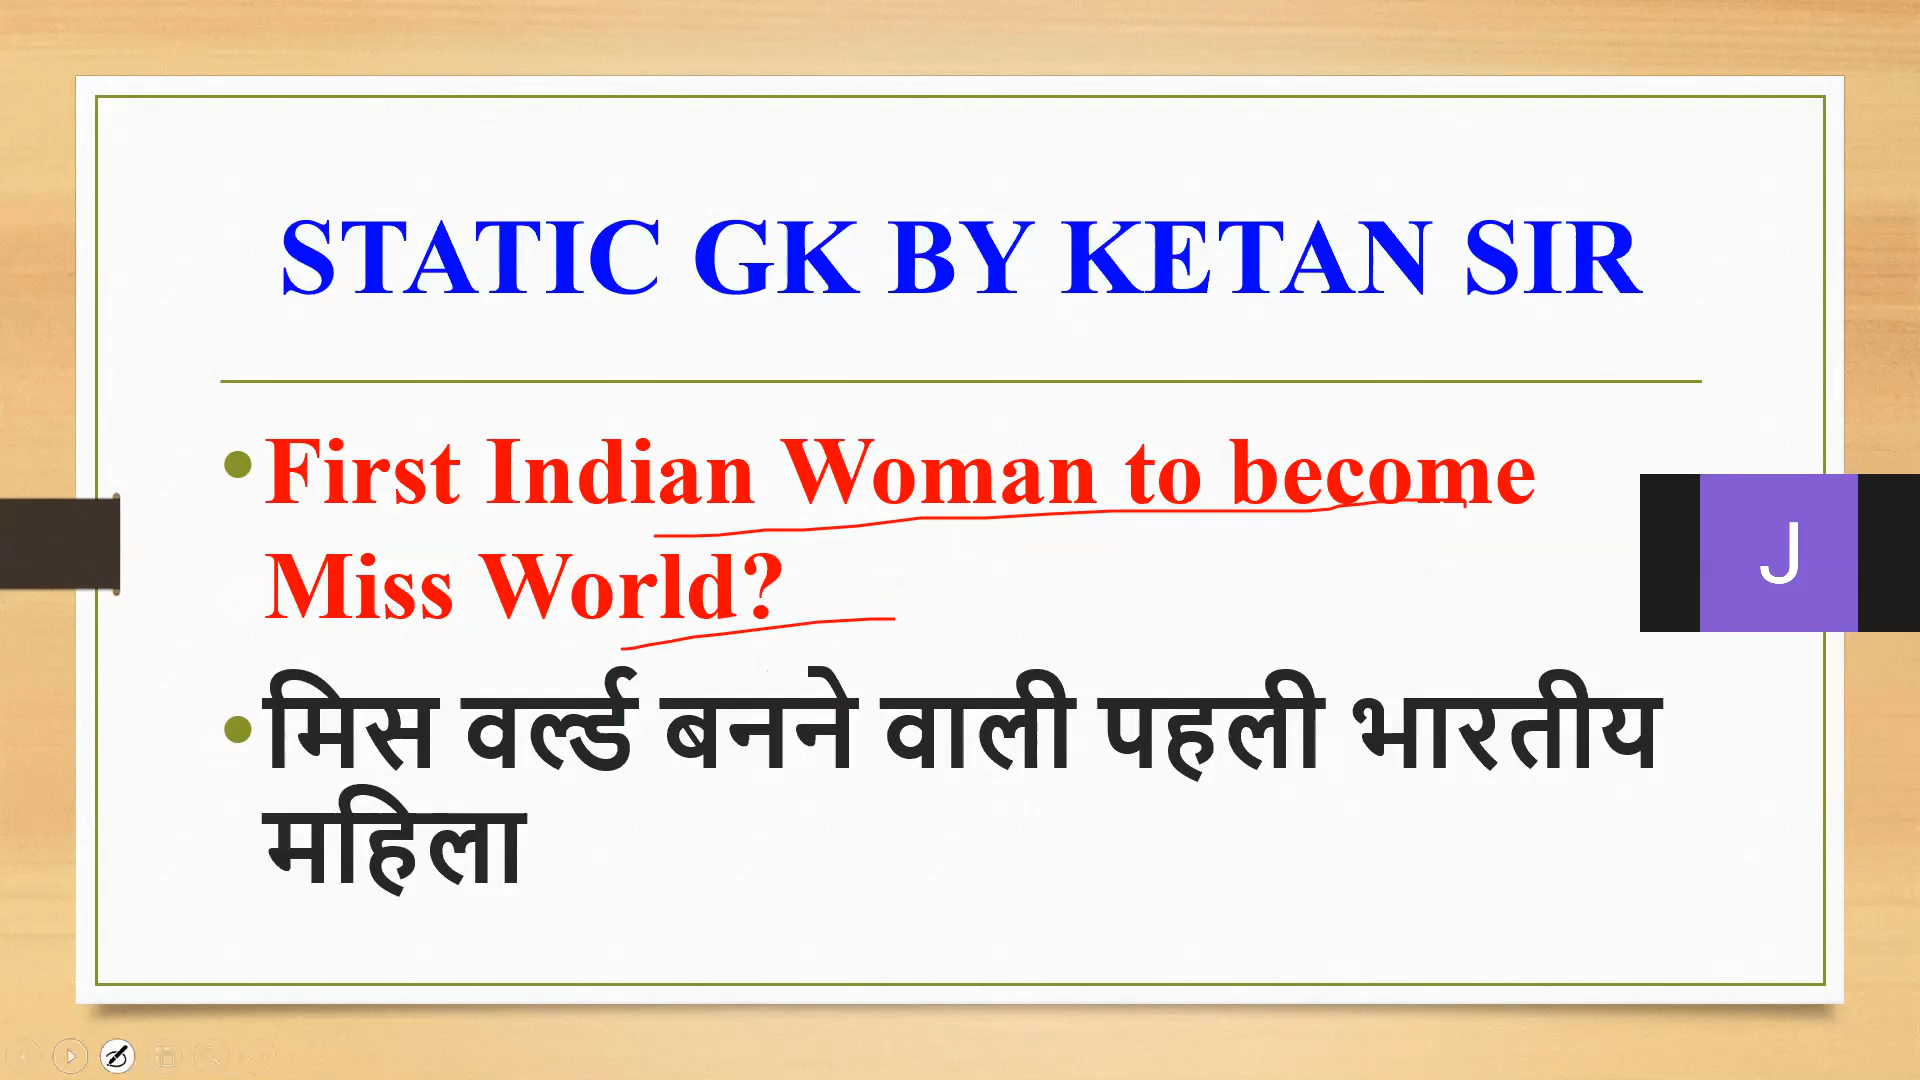 STATIC GK BY KETAN SIR
First Indian Woman to become
Miss World?
मिस वर्ल्ड बनने वाली पहली भारतीय
महिला
J